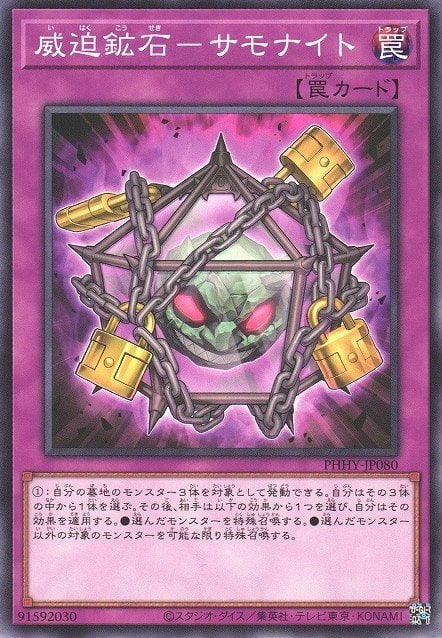 威迫鉱石－サモナイト
罠
【罠カード】
PHHY-JP080
①：自分の墓地のモンスター３体を対象として発動できる。自分はその３体
の中から１体を選ぶ。その後、相手は以下の効果から１つを選び、自分はその
効果を適用する。●選んだモンスターを特殊召喚する。●選んだモンスター
以外の対象のモンスターを可能な限り特殊召喚する。
91592030
©スタジオ・ダイス／集英社・テレビ東京・KONAMI